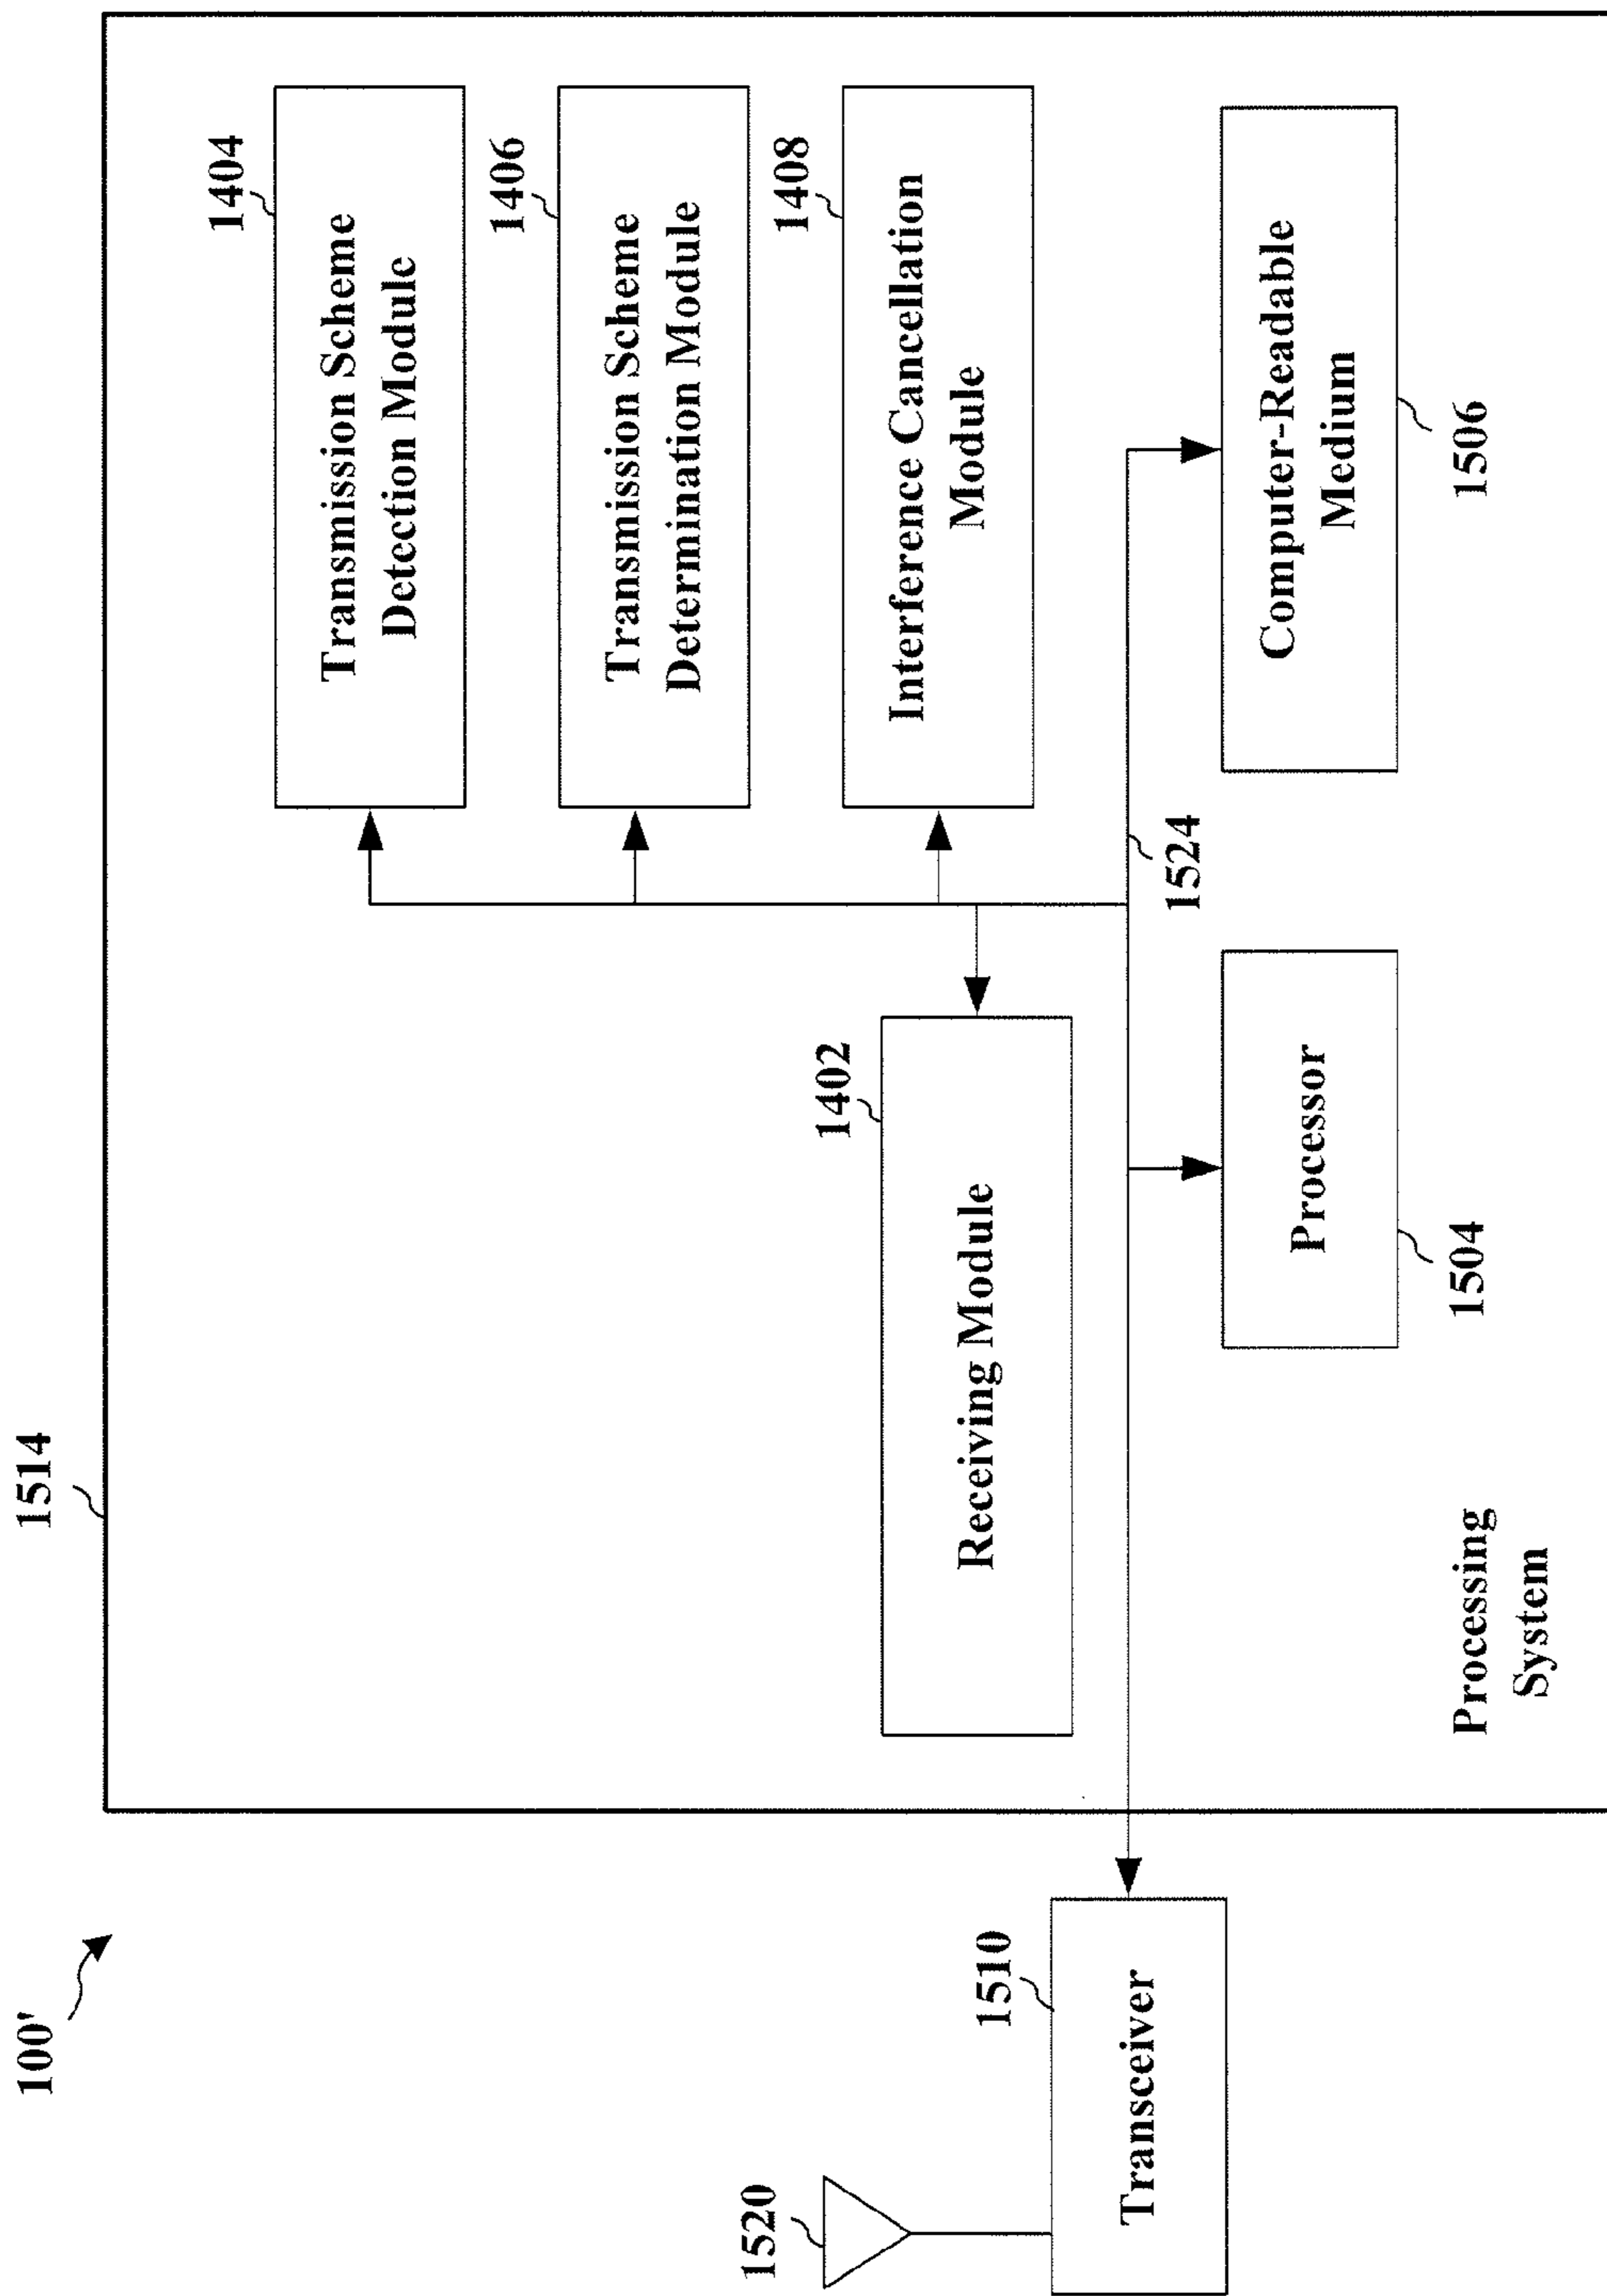 100'
1514
1404
Transmission Scheme
Detection Module
1406
Transmission Scheme
Determination Module
1402
1408
Receiving Module
Interference Cancellation
Module
1520
1510
1524
Transceiver
Processor
Computer-Readable
Medium
1504
1506
Processing
System